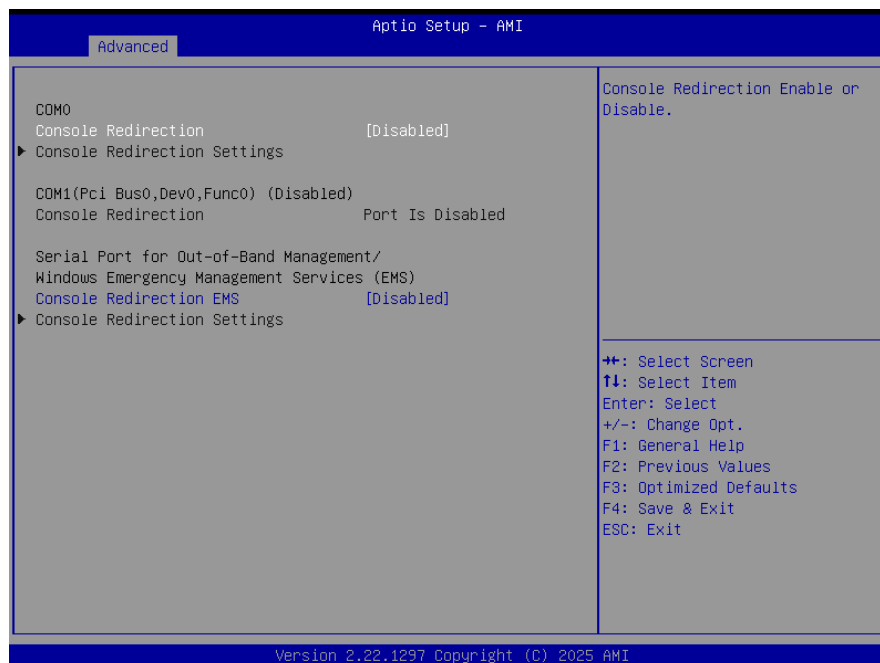 Aptio Setup – AMI
Advanced
COM0
Console Redirection [Disabled]
► Console Redirection Settings
COM1(Pci Bus0,Dev0,Func0) (Disabled)
Console Redirection Port Is Disabled
Serial Port for Out-of-Band Management/
Windows Emergency Management Services (EMS)
Console Redirection EMS [Disabled]
► Console Redirection Settings
Console Redirection Enable or
Disable.
→←: Select Screen
↑↓: Select Item
Enter: Select
+/-: Change Opt.
F1: General Help
F2: Previous Values
F3: Optimized Defaults
F4: Save & Exit
ESC: Exit
Version 2.22.1297 Copyright (C) 2025 AMI